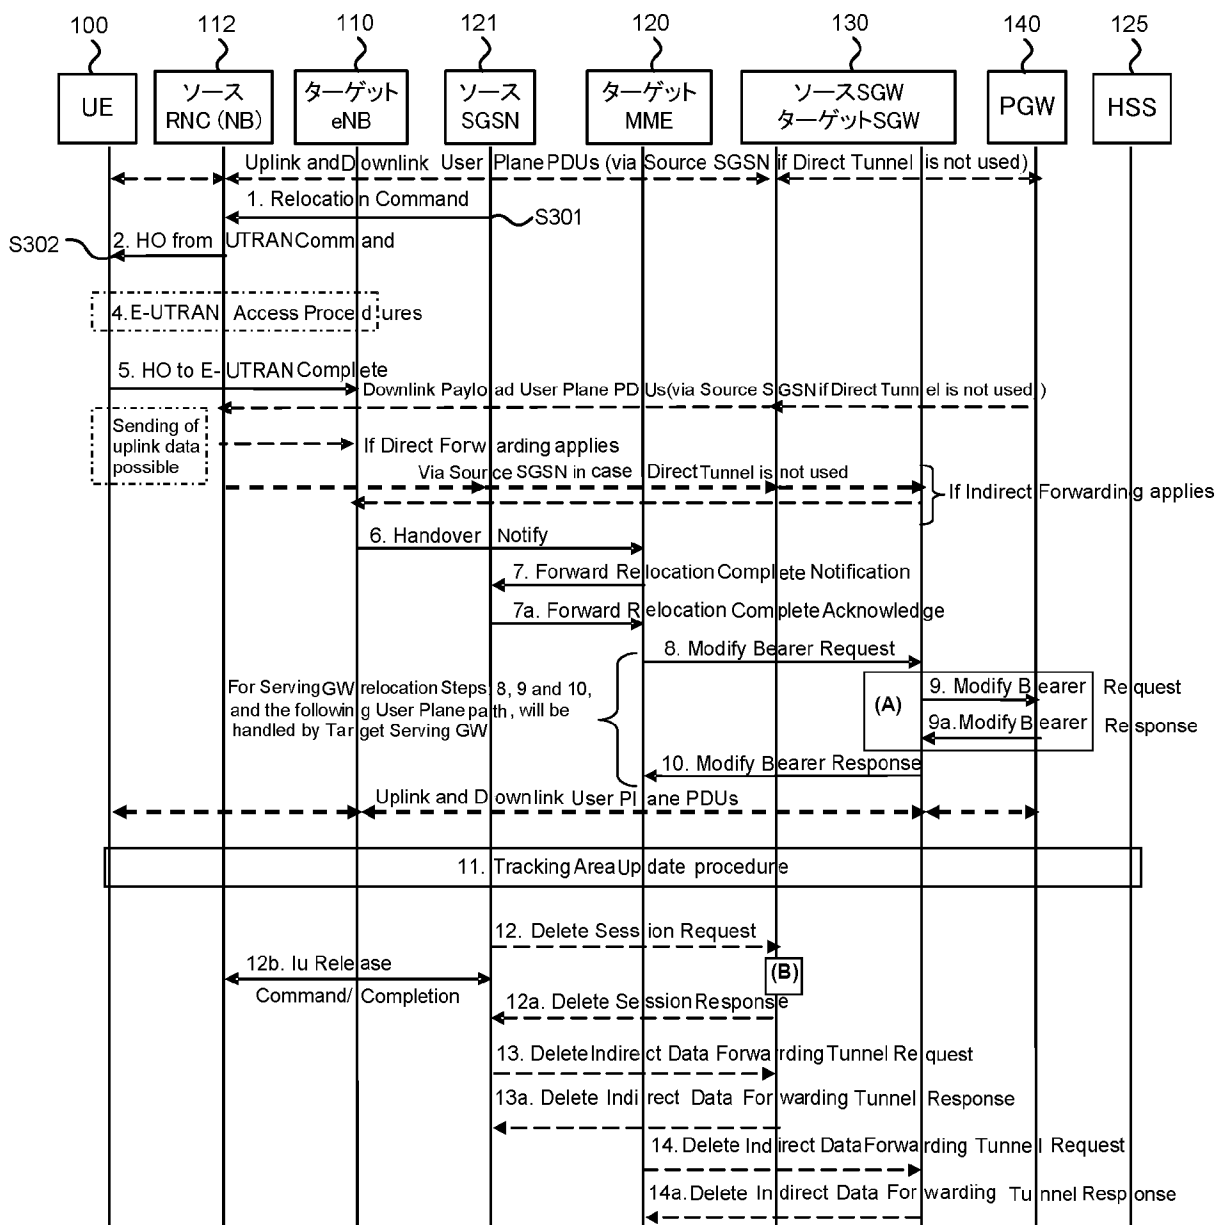 100 112 110 121 120 130 140 125
UE
ソース
RNC (NB)
ターゲット
eNB
ソース
SGSN
ターゲット
MME
ソースSGW
ターゲットSGW
PGW
HSS
Uplink and Downlink User Plane PDUs (via Source SGSN if Direct Tunnel is not used)
1. Relocation Command
S301
S302
2. HO from UTRAN Command
4. E-UTRAN Access Procedures
5. HO to E-UTRAN Complete
Downlink Payload User Plane PDUs (via Source SGSN if Direct Tunnel is not used)
Sending of
uplink data
possible
If Direct Forwarding applies
Via Source SGSN in case Direct Tunnel is not used
If Indirect Forwarding applies
6. Handover Notify
7. Forward Relocation Complete Notification
7a. Forward Relocation Complete Acknowledge
8. Modify Bearer Request
For Serving GW relocation Steps 8, 9 and 10,
and the following User Plane path, will be
handled by Target Serving GW
(A)
9. Modify Bearer Request
9a. Modify Bearer Response
10. Modify Bearer Response
Uplink and Downlink User Plane PDUs
11. Tracking Area Update procedure
12. Delete Session Request
12b. Iu Release
Command/ Completion
(B)
12a. Delete Session Response
13. Delete Indirect Data Forwarding Tunnel Request
13a. Delete Indirect Data Forwarding Tunnel Response
14. Delete Indirect Data Forwarding Tunnel Request
14a. Delete Indirect Data Forwarding Tunnel Response